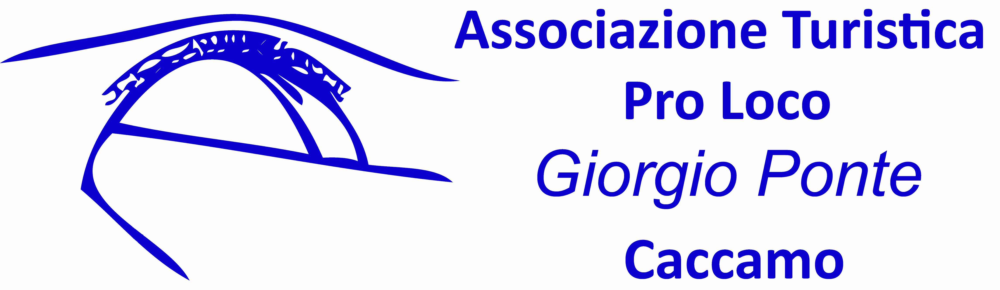 Associazione Turistica
Pro Loco
Giorgio Ponte
Caccamo